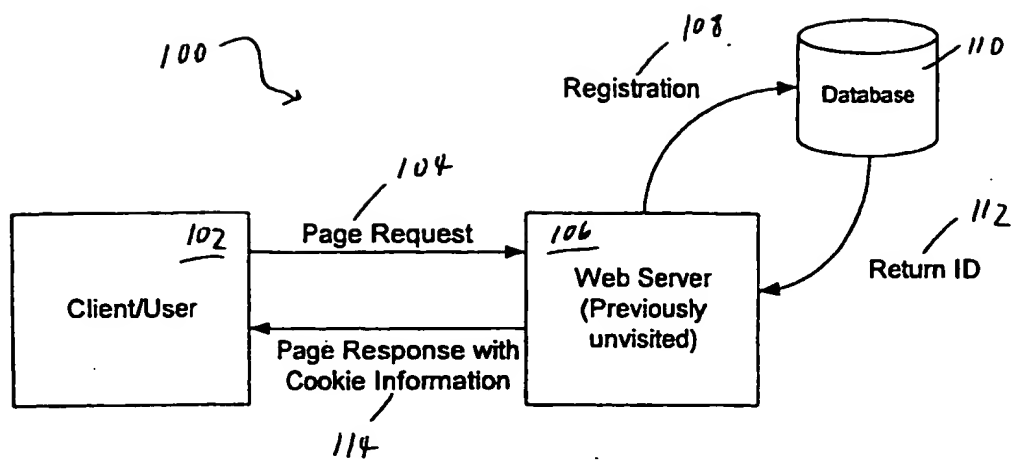 100
108.
Registration
110
Database
104
102
Page Request
106
112
Return ID
Client/User
Web Server
(Previously
unvisited)
Page Response with
Cookie Information
114